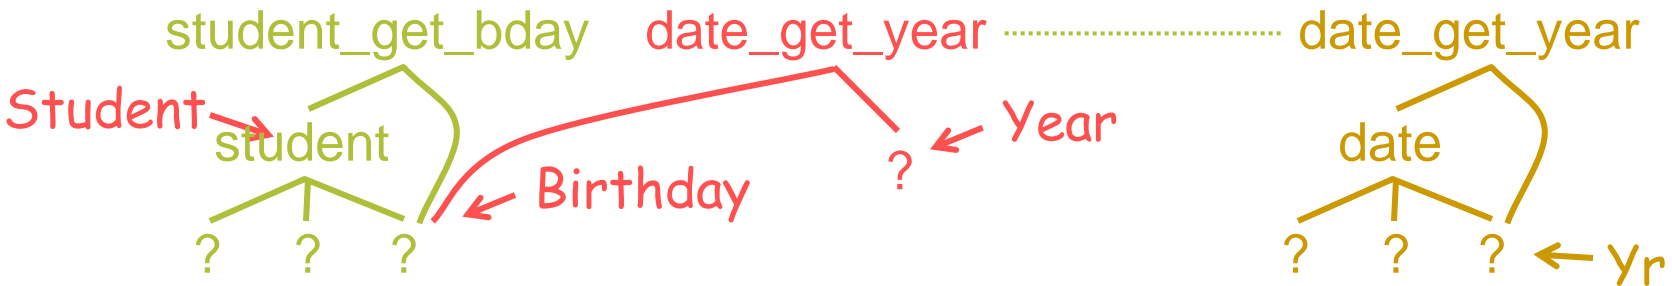 student_get_bday date_get_year date_get_year
Student
student
Year
date
?
Birthday
? ? ?
? ? ?
Yr